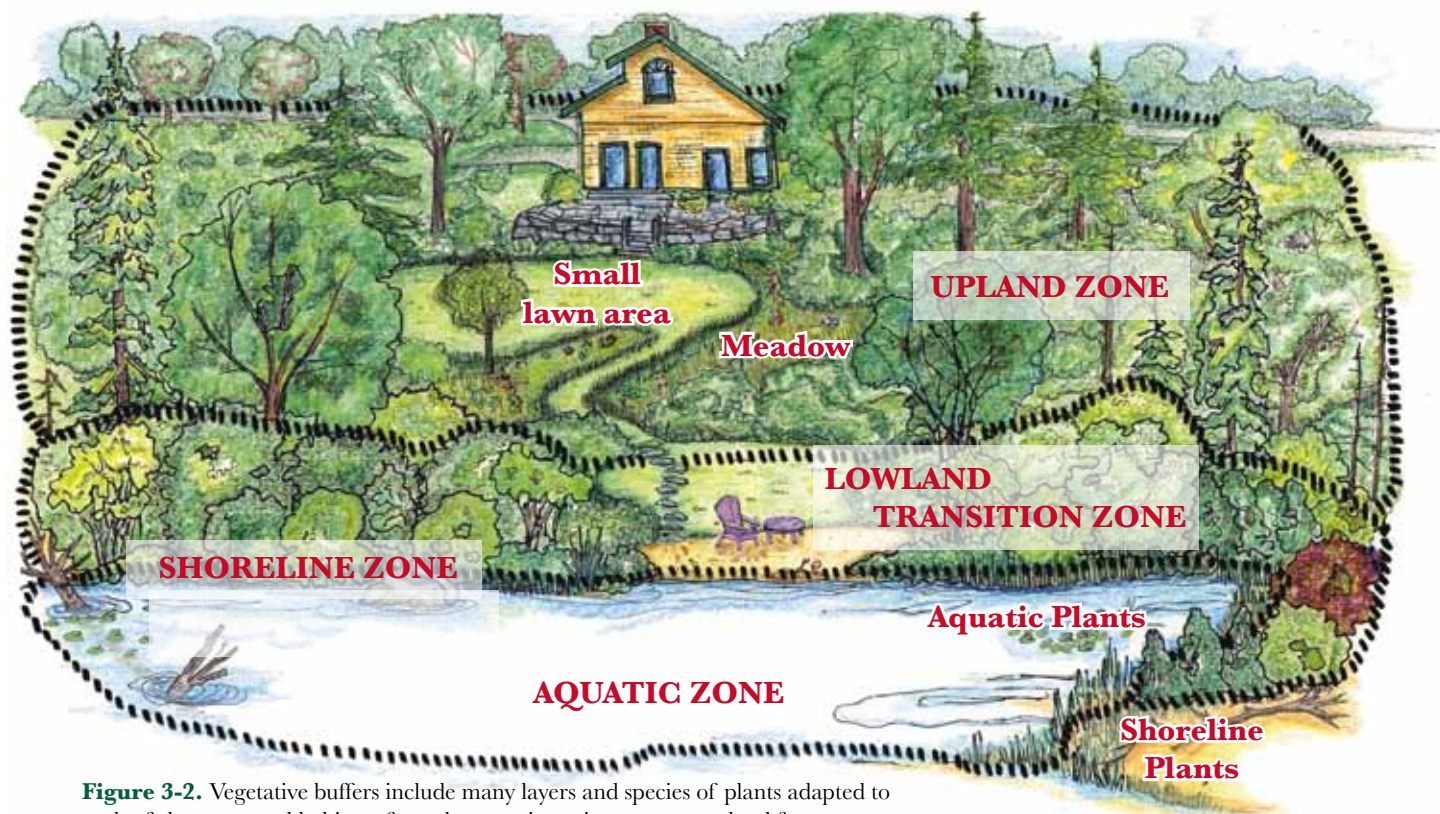 Small
lawn area
UPLAND ZONE
Meadow
LOWLAND
TRANSITION ZONE
SHORELINE ZONE
Aquatic Plants
AQUATIC ZONE
Shoreline
Plants
Figure 3-2. Vegetative buffers include many layers and species of plants adapted to